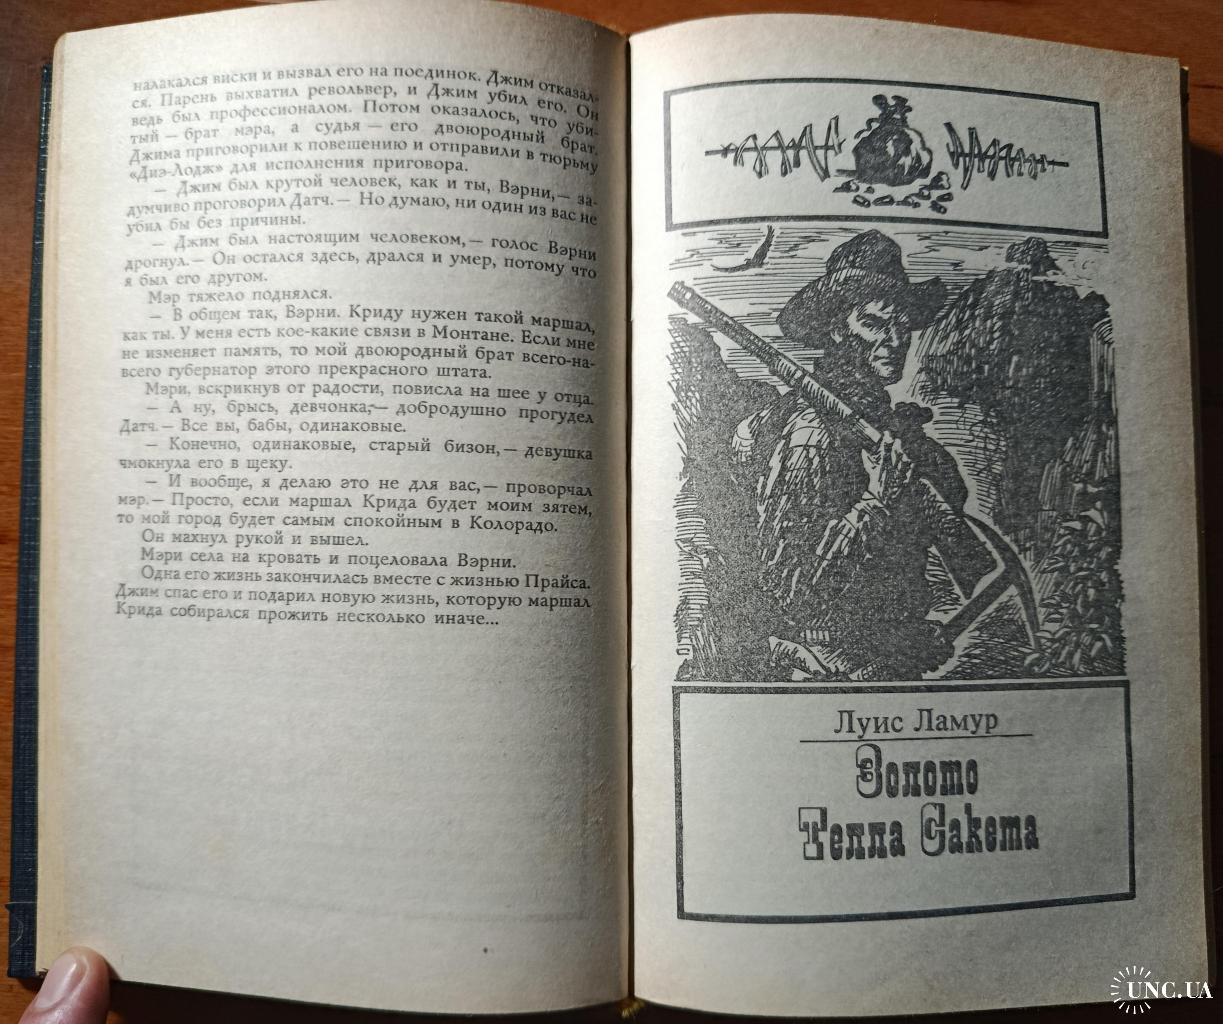 налакался виски и вызвал его на поединок. Джим отказал-
ся. Парень выхватил револьвер, и Джим убил его. Он
ведь был профессионалом. Потом оказалось, что уби-
тый — брат мэра, а судья — его двоюродный брат.
Джима приговорили к повешению и отправили в тюрьму
«Диэ-Лодж» для исполнения приговора.
— Джим был крутой человек, как и ты, Вэрни, — за-
думчиво проговорил Датч. — Но думаю, ни один из вас не
убил бы без причины.
— Джим был настоящим человеком, — голос Вэрни
дрогнул. — Он остался здесь, дрался и умер, потому что
я был его другом.
Мэр тяжело поднялся.
— В общем так, Вэрни. Криду нужен такой маршал,
как ты. У меня есть кое-какие связи в Монтане. Если мне
не изменяет память, то мой двоюродный брат всего-на-
всего губернатор этого прекрасного штата.
Мэри, вскрикнув от радости, повисла на шее у отца.
— А ну, брысь, девчонка, — добродушно прогудел
Датч. — Все вы, бабы, одинаковые.
— Конечно, одинаковые, старый бизон, — девушка
чмокнула его в щеку.
— И вообще, я делаю это не для вас, — проворчал
мэр. — Просто, если маршал Крида будет моим зятем,
то мой город будет самым спокойным в Колорадо.
Он махнул рукой и вышел.
Мэри села на кровать и поцеловала Вэрни.
Одна его жизнь закончилась вместе с жизнью Прайса.
Джим спас его и подарил новую жизнь, которую маршал
Крида собирался прожить несколько иначе...
Луис Ламур
Золото
Телла Сакета
UNC.UA